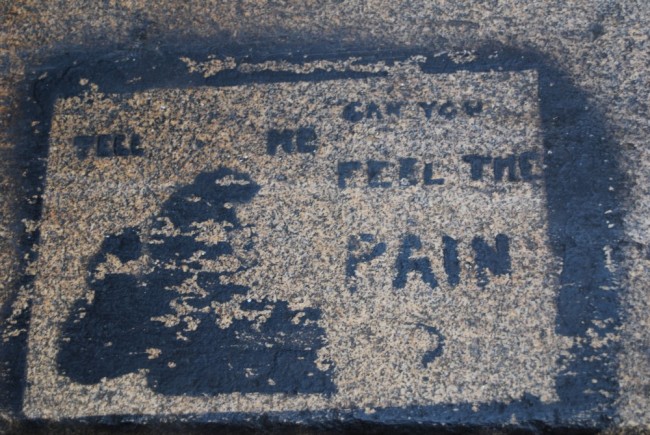 TELL ME
CAN YOU
FEEL THE
PAIN
?